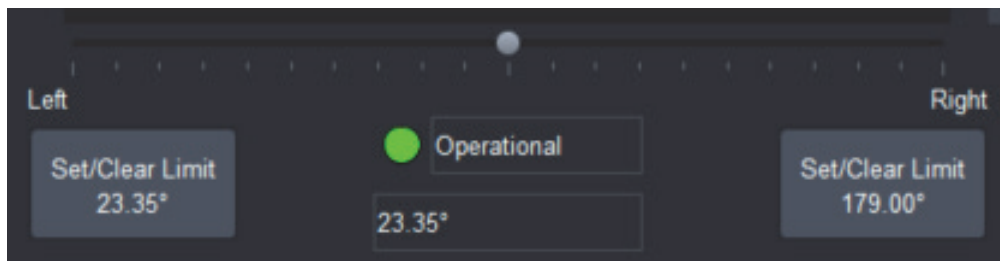 Left
Right
Set/Clear Limit
23.35°
Operational
23.35°
Set/Clear Limit
179.00°